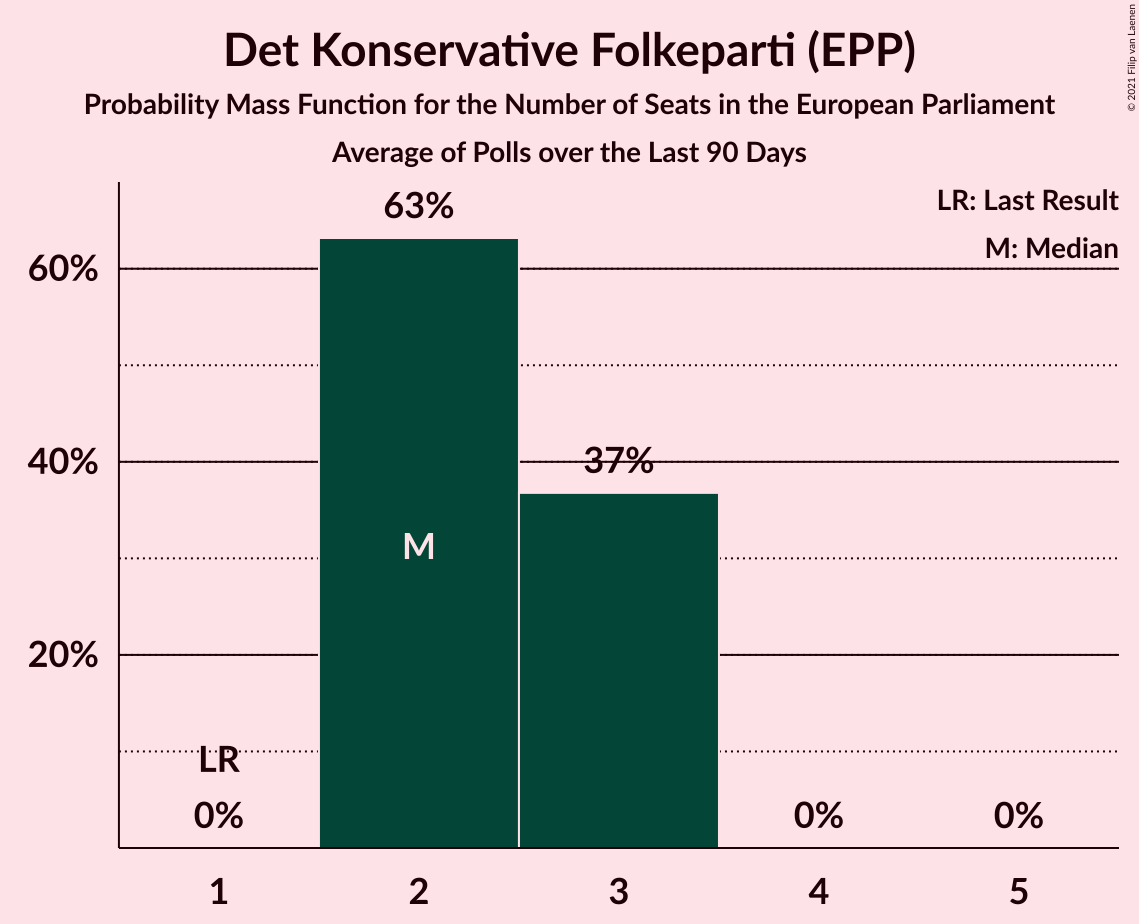 Det Konservative Folkeparti (EPP)
Probability Mass Function for the Number of Seats in the European Parliament
Average of Polls over the Last 90 Days
© 2021 Filip van Laenen
LR: Last Result
M: Median
63%
60%
40%
37%
M
20%
LR
0%
0%
0%
1
2
3
4
5